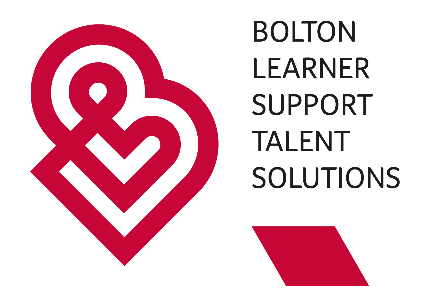 BOLTON
LEARNER
SUPPORT
TALENT
SOLUTIONS